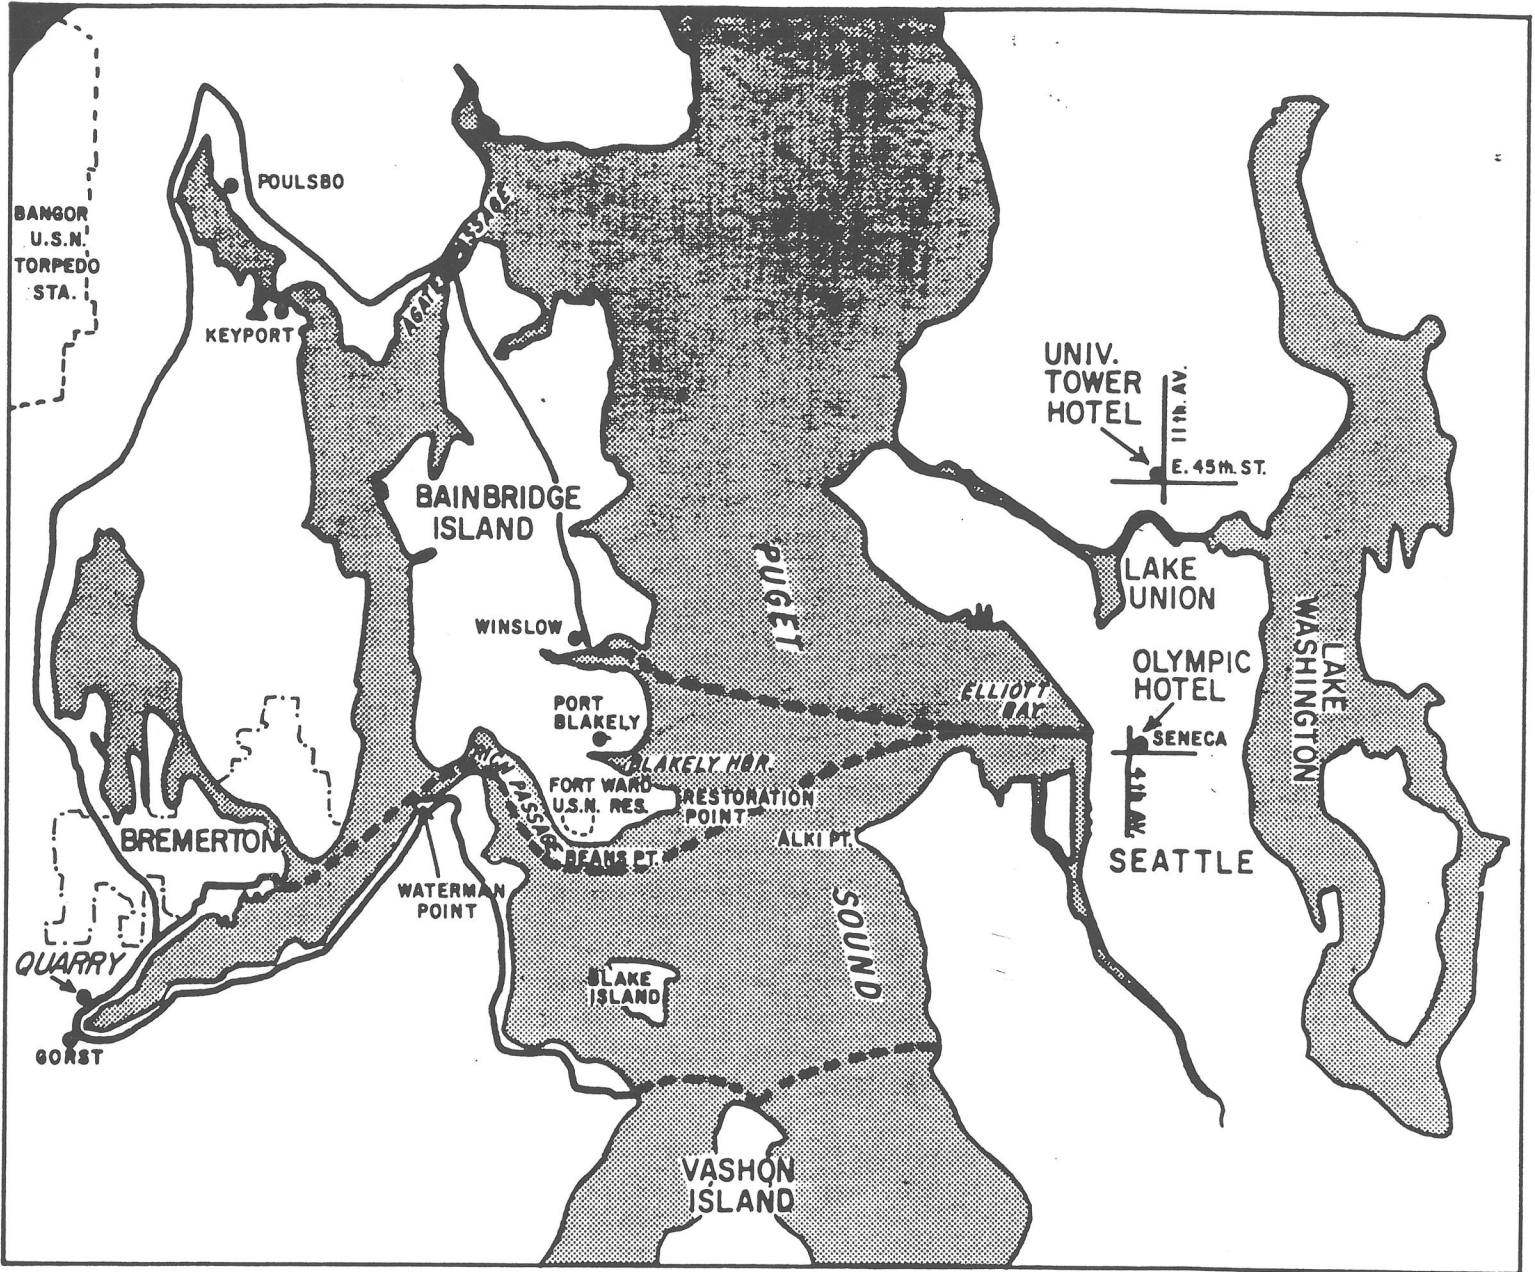 POULSBO
BANGOR
U.S.N.
TORPEDO
STA.
KEYPORT
AGATE PASSAGE
UNIV.
TOWER
HOTEL
11th. AV.
E. 45th. ST.
BAINBRIDGE
ISLAND
PUGET
SOUND
LAKE
UNION
LAKE
WASHINGTON
WINSLOW
OLYMPIC
HOTEL
ELLIOTT
BAY
SENECA
4th AV.
SEATTLE
PORT
BLAKELY
BLAKELY HBR.
RICH PASSAGE
FORT WARD
U.S.N. RES.
RESTORATION
POINT
ALKI PT.
BEANS PT.
BREMERTON
WATERMAN
POINT
QUARRY
GORST
BLAKE
ISLAND
VASHON
ISLAND